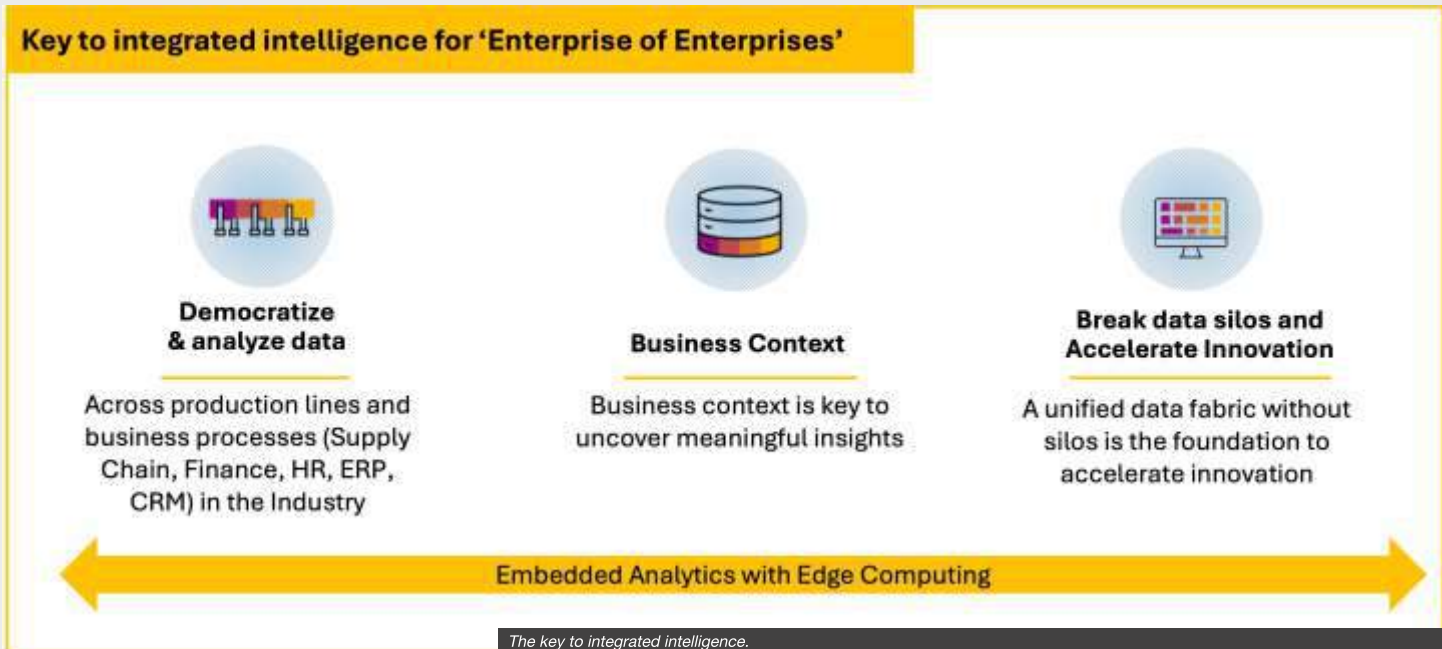 Key to integrated intelligence for ‘Enterprise of Enterprises’
Democratize
& analyze data
Across production lines and
business processes (Supply
Chain, Finance, HR, ERP,
CRM) in the Industry
Business Context
Business context is key to
uncover meaningful insights
Break data silos and
Accelerate Innovation
A unified data fabric without
silos is the foundation to
accelerate innovation
Embedded Analytics with Edge Computing
The key to integrated intelligence.